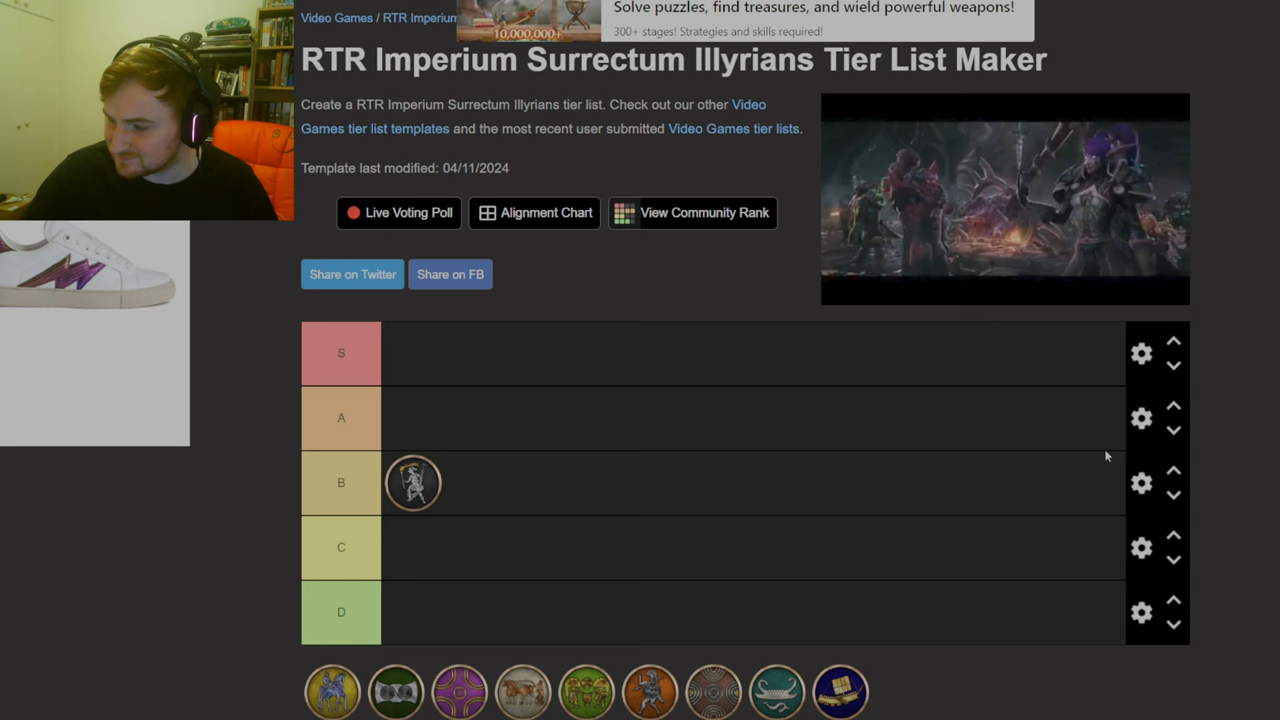 Video Games / RTR Imperium
10,000,000+
Solve puzzles, find treasures, and wield powerful weapons!
300+ stages! Strategies and skills required!
RTR Imperium Surrectum Illyrians Tier List Maker
Create a RTR Imperium Surrectum Illyrians tier list. Check out our other Video
Games tier list templates and the most recent user submitted Video Games tier lists.
Template last modified: 04/11/2024
Live Voting Poll
Alignment Chart
View Community Rank
Share on Twitter
Share on FB
S
A
B
C
D